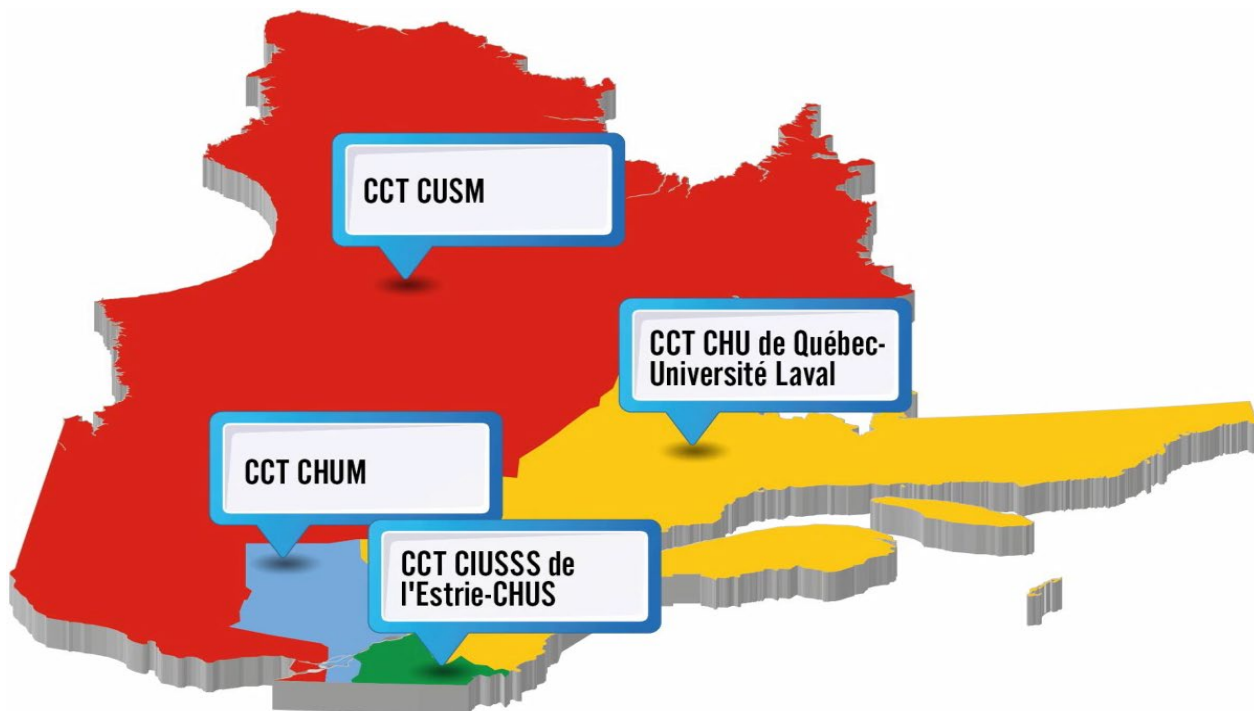 CCT CUSM
CCT CHU de Québec-
Université Laval
CCT CHUM
CCT CIUSSS de
l'Estrie-CHUS